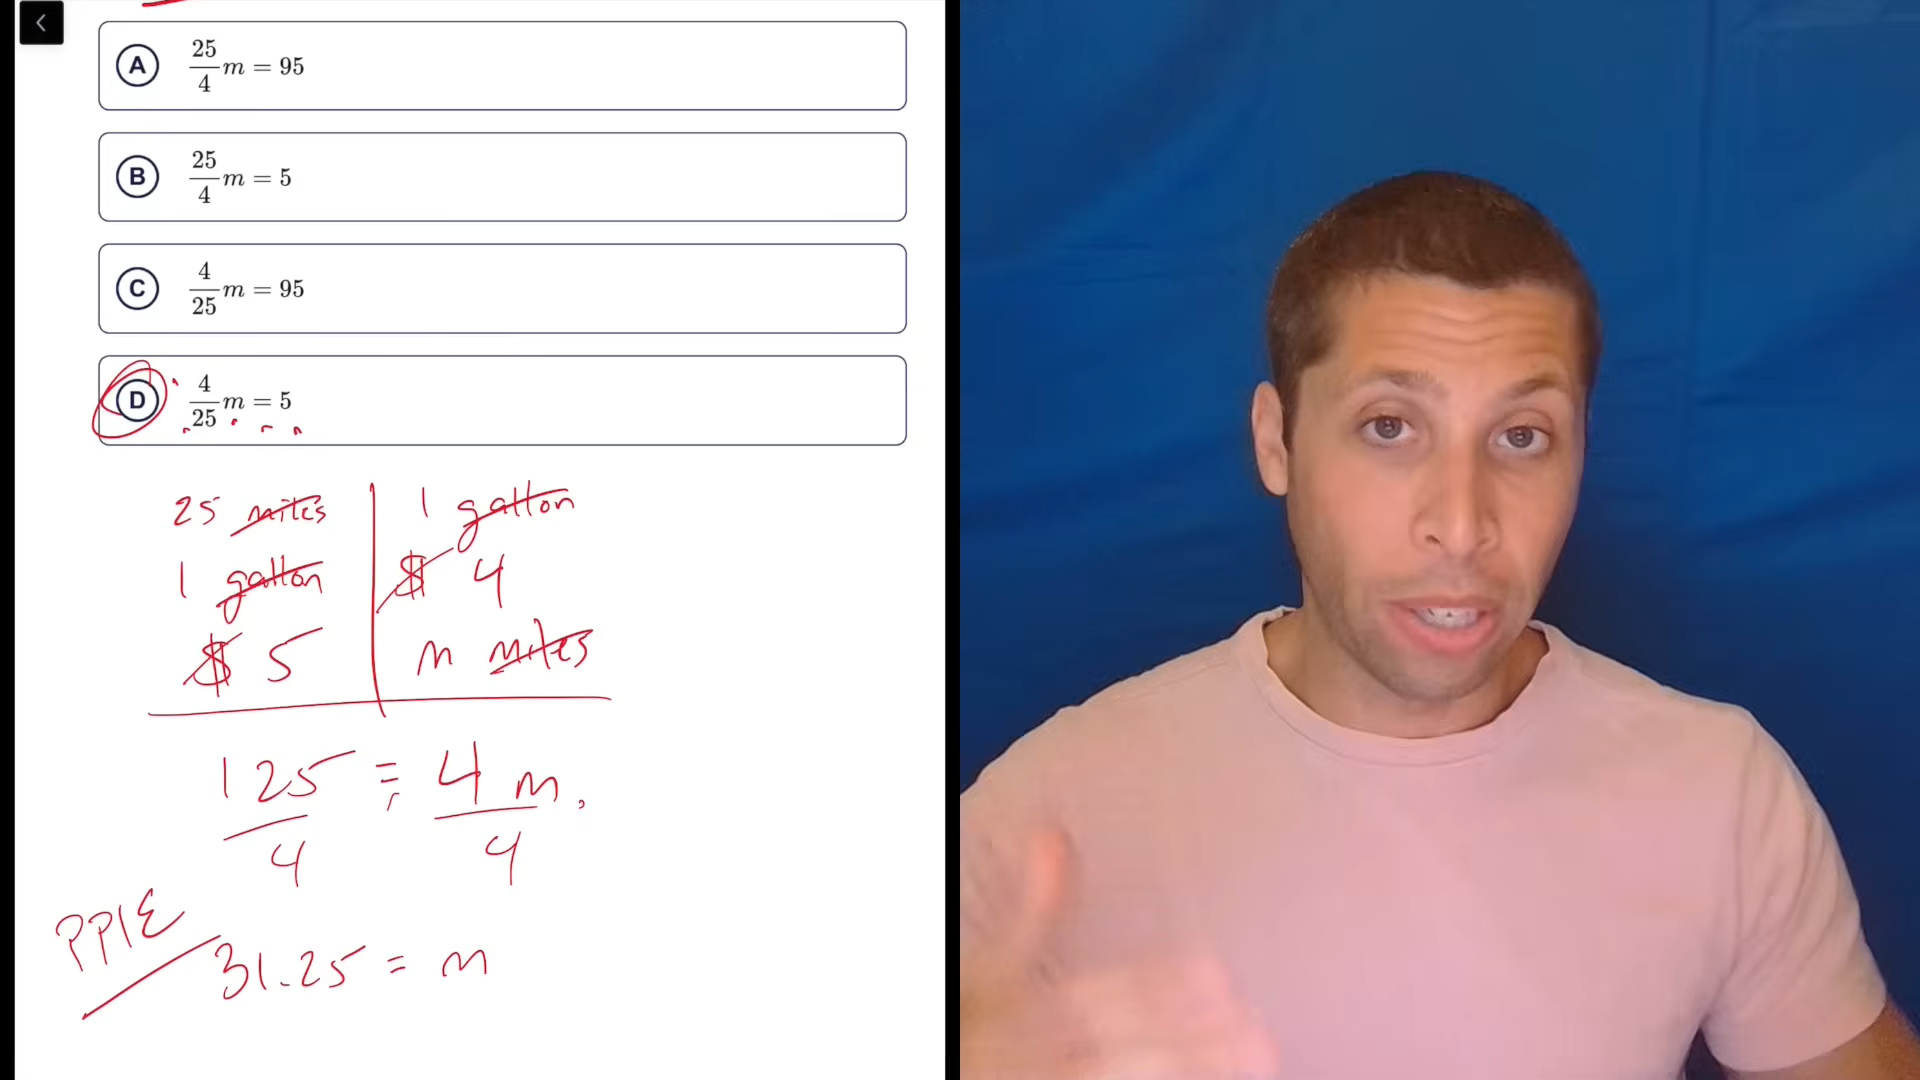 A 25/4 m = 95
B 25/4 m = 5
C 4/25 m = 95
D 4/25 m = 5
25 miles | 1 gallon
1 gallon | $ 4
$ 5 | m miles
125/4 = 4m/4
PPIE
31.25 = m